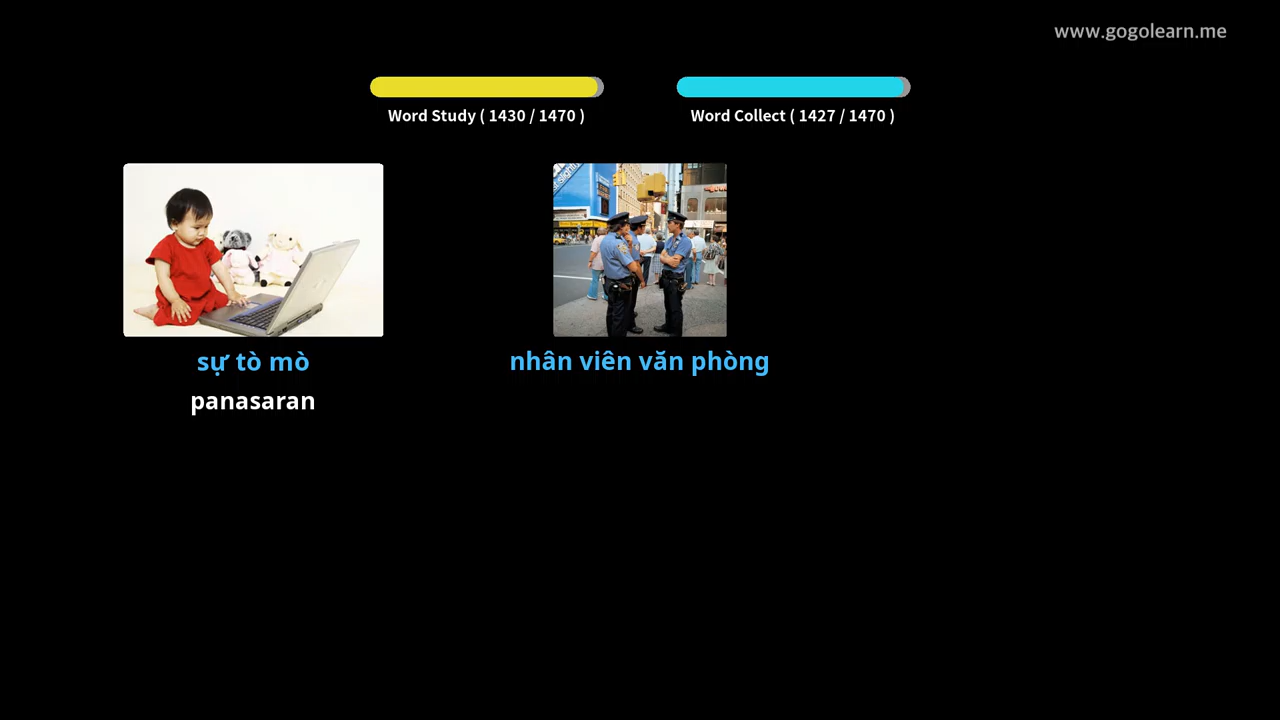 www.gogolearn.me
Word Study ( 1430 / 1470 )
Word Collect ( 1427 / 1470 )
sự tò mò
nhân viên văn phòng
panasaran